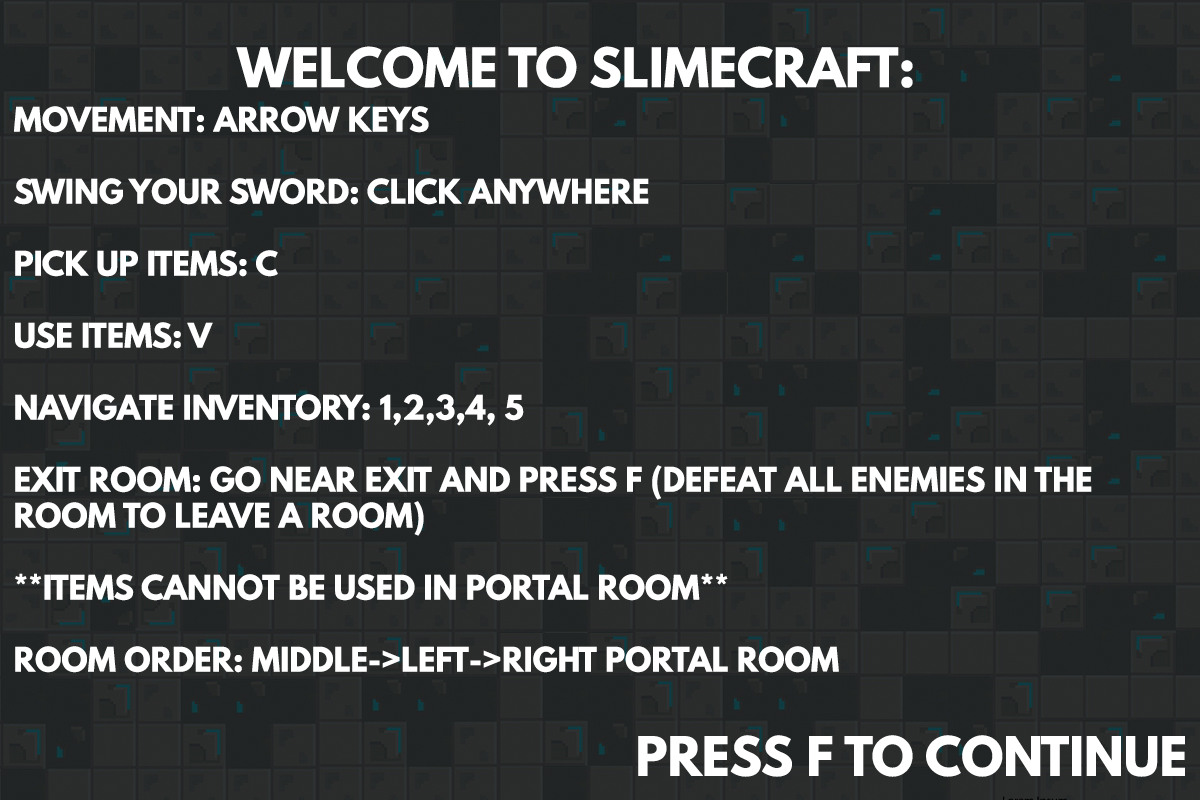 WELCOME TO SLIMECRAFT:
MOVEMENT: ARROW KEYS
SWING YOUR SWORD: CLICK ANYWHERE
PICK UP ITEMS: C
USE ITEMS: V
NAVIGATE INVENTORY: 1,2,3,4, 5
EXIT ROOM: GO NEAR EXIT AND PRESS F (DEFEAT ALL ENEMIES IN THE
ROOM TO LEAVE A ROOM)
**ITEMS CANNOT BE USED IN PORTAL ROOM**
ROOM ORDER: MIDDLE->LEFT->RIGHT PORTAL ROOM
PRESS F TO CONTINUE